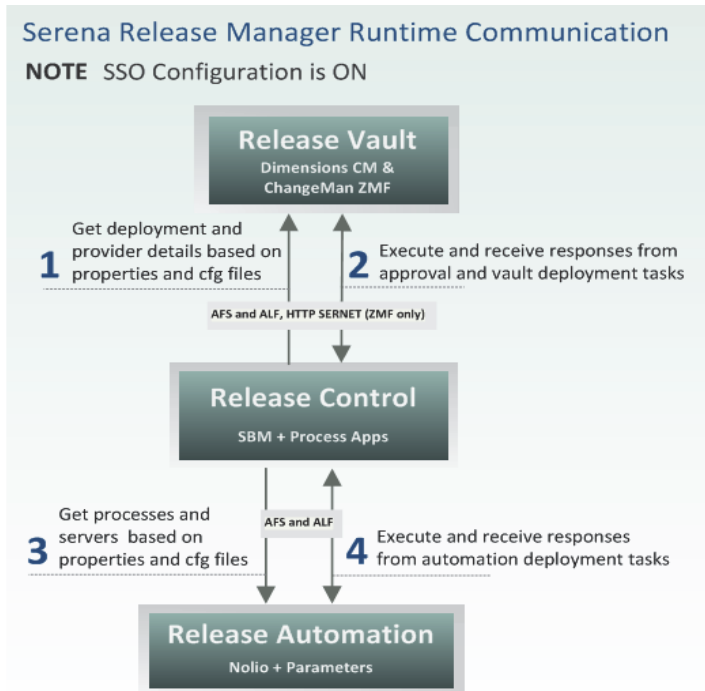 Serena Release Manager Runtime Communication
NOTE SSO Configuration is ON
Release Vault
Dimensions CM &
ChangeMan ZMF
1
Get deployment and
provider details based on
properties and cfg files
2
Execute and receive responses from
approval and vault deployment tasks
AFS and ALF, HTTP SERNET (ZMF only)
Release Control
SBM + Process Apps
3
Get processes and
servers based on
properties and cfg files
AFS and ALF
4
Execute and receive responses
from automation deployment tasks
Release Automation
Nolio + Parameters